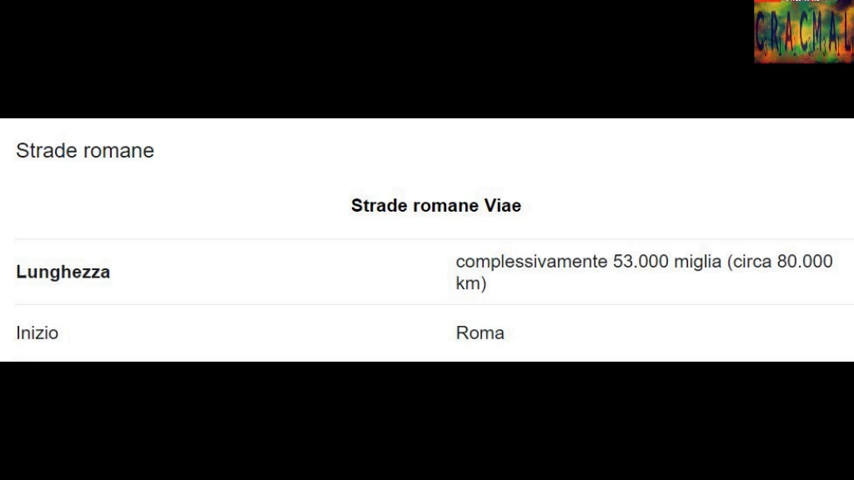 C.R.A.C.M.A.L
Strade romane
Strade romane Viae
Lunghezza
complessivamente 53.000 miglia (circa 80.000
km)
Inizio
Roma